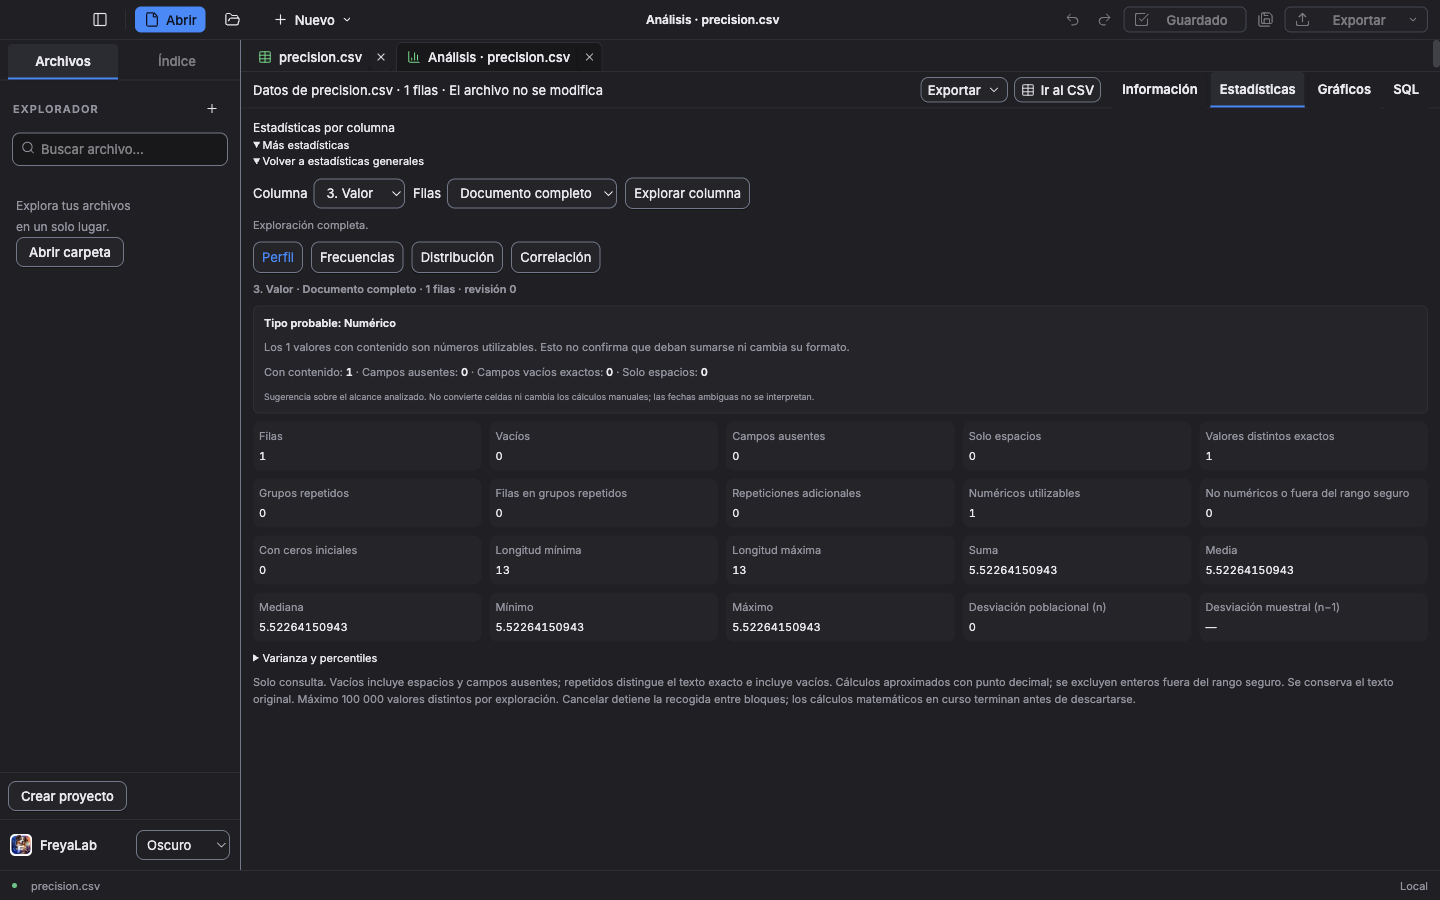 Abrir
Nuevo
Análisis · precision.csv
Guardado
Exportar
Archivos
Índice
precision.csv
Análisis · precision.csv
EXPLORADOR
Buscar archivo...
Explora tus archivos
en un solo lugar.
Abrir carpeta
Crear proyecto
FreyaLab
Oscuro
Datos de precision.csv · 1 filas · El archivo no se modifica
Exportar
Ir al CSV
Información
Estadísticas
Gráficos
SQL
Estadísticas por columna
Más estadísticas
Volver a estadísticas generales
Columna
3. Valor
Filas
Documento completo
Explorar columna
Exploración completa.
Perfil
Frecuencias
Distribución
Correlación
3. Valor · Documento completo · 1 filas · revisión 0
Tipo probable: Numérico
Los 1 valores con contenido son números utilizables. Esto no confirma que deban sumarse ni cambia su formato.
Con contenido: 1 · Campos ausentes: 0 · Campos vacíos exactos: 0 · Solo espacios: 0
Sugerencia sobre el alcance analizado. No convierte celdas ni cambia los cálculos manuales; las fechas ambiguas no se interpretan.
Filas
1
Vacíos
0
Campos ausentes
0
Solo espacios
0
Valores distintos exactos
1
Grupos repetidos
0
Filas en grupos repetidos
0
Repeticiones adicionales
0
Numéricos utilizables
1
No numéricos o fuera del rango seguro
0
Con ceros iniciales
0
Longitud mínima
13
Longitud máxima
13
Suma
5.52264150943
Media
5.52264150943
Mediana
5.52264150943
Mínimo
5.52264150943
Máximo
5.52264150943
Desviación poblacional (n)
0
Desviación muestral (n−1)
—
Varianza y percentiles
Solo consulta. Vacíos incluye espacios y campos ausentes; repetidos distingue el texto exacto e incluye vacíos. Cálculos aproximados con punto decimal; se excluyen enteros fuera del rango seguro. Se conserva el texto
original. Máximo 100 000 valores distintos por exploración. Cancelar detiene la recogida entre bloques; los cálculos matemáticos en curso terminan antes de descartarse.
precision.csv
Local